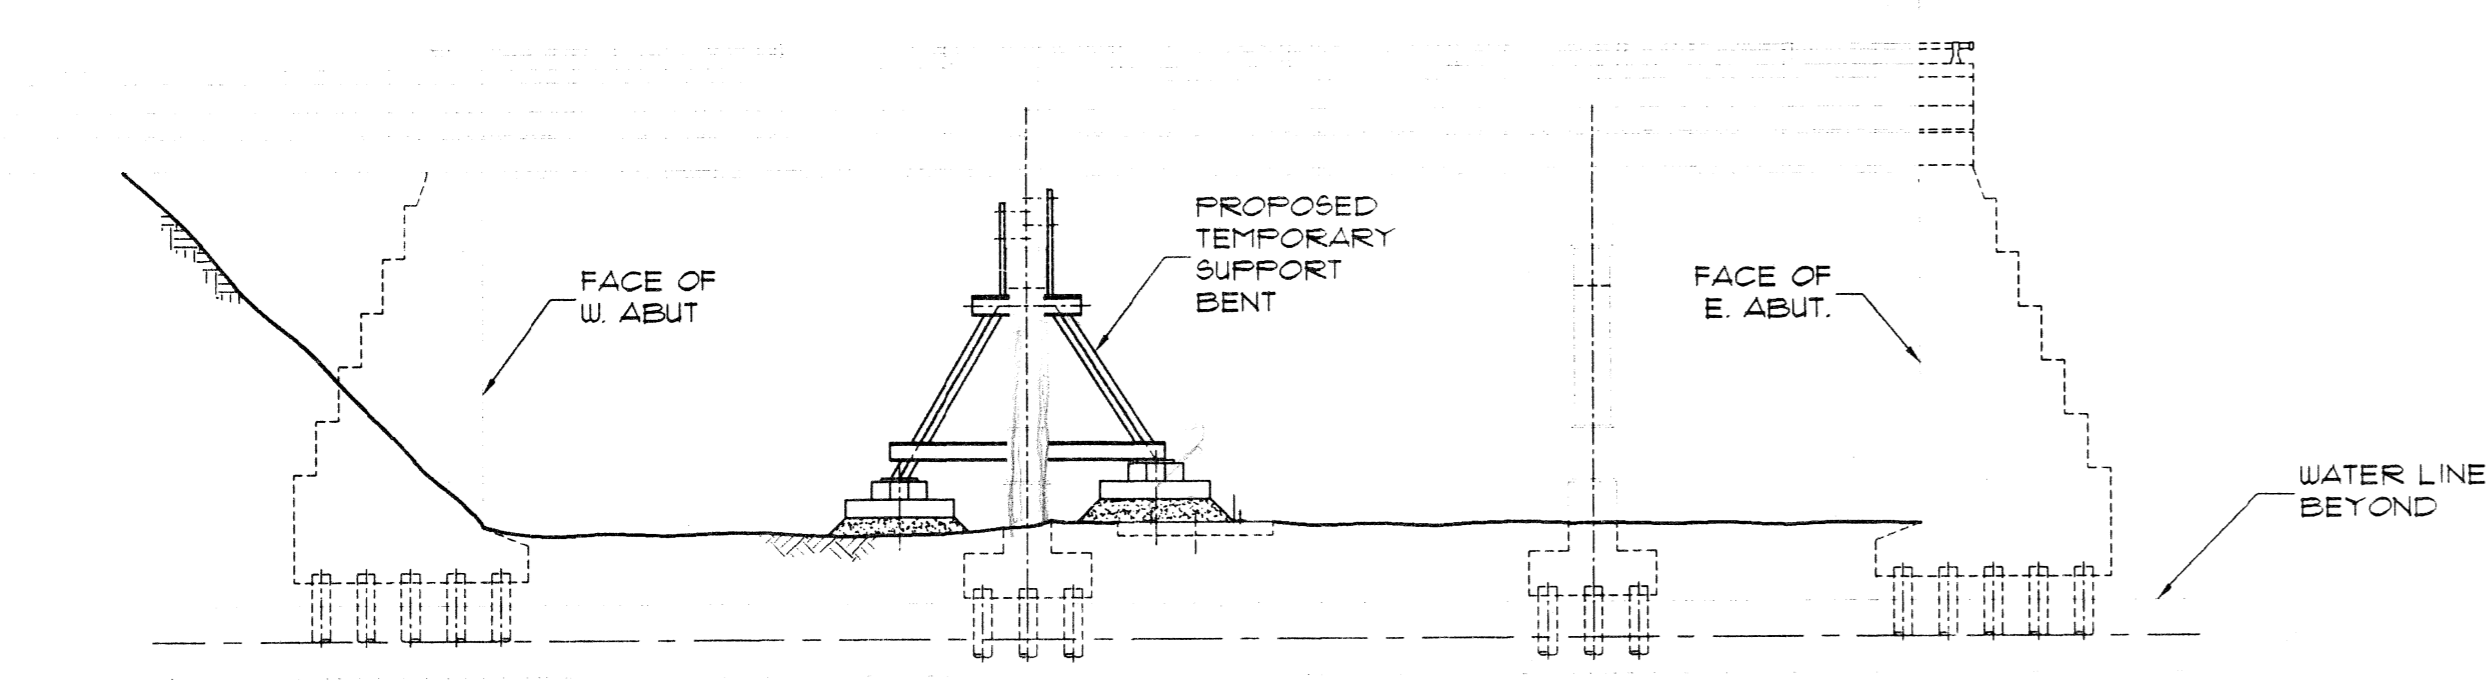 PROPOSED
TEMPORARY
SUPPORT
BENT
FACE OF
W. ABUT
FACE OF
E. ABUT.
WATER LINE
BEYOND